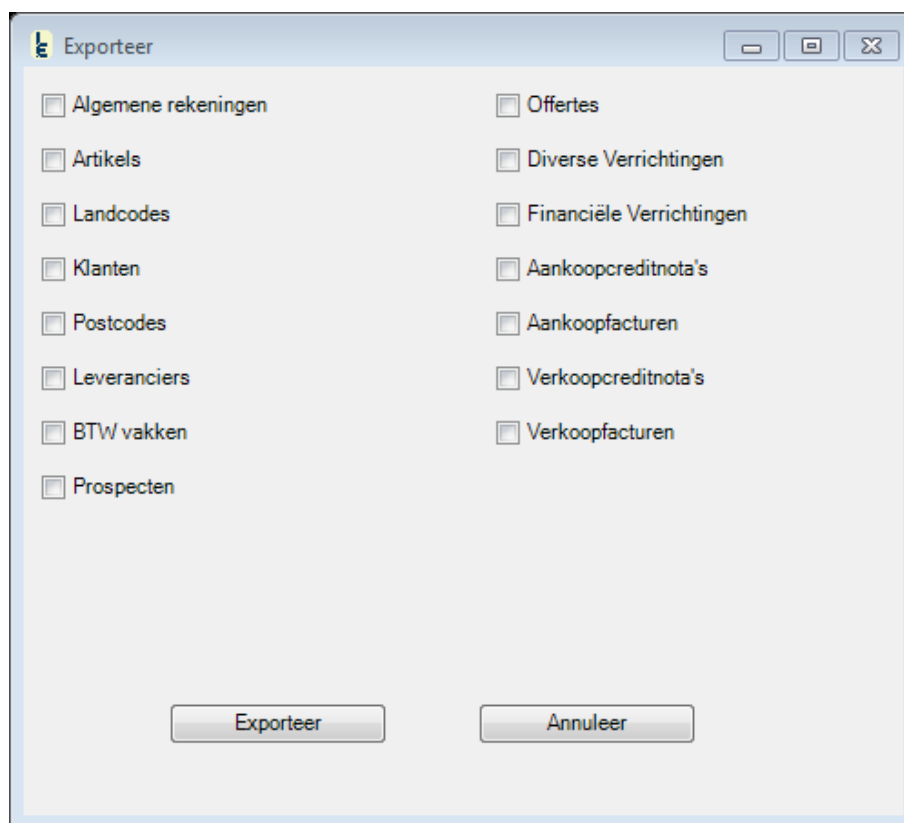 Exporteer
Algemene rekeningen
Artikels
Landcodes
Klanten
Postcodes
Leveranciers
BTW vakken
Prospecten
Offertes
Diverse Verrichtingen
Financiële Verrichtingen
Aankoopcreditnota's
Aankoopfacturen
Verkoopcreditnota's
Verkoopfacturen
Exporteer
Annuleer